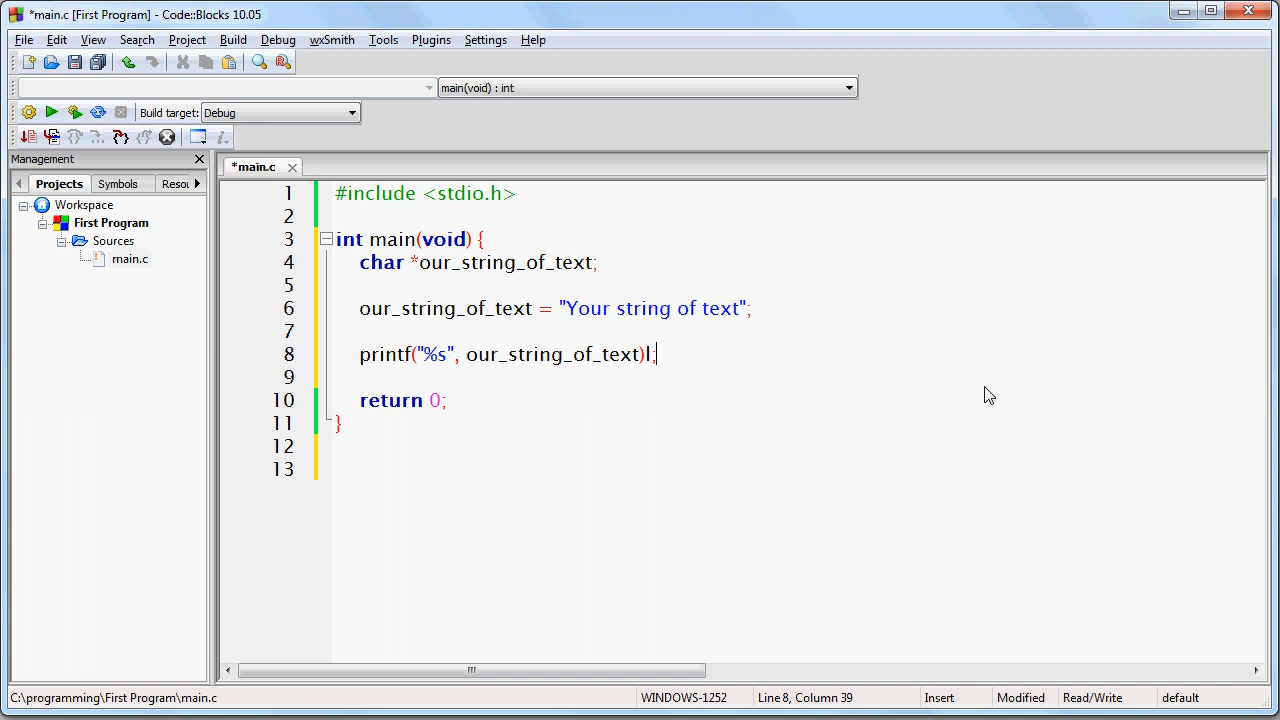 *main.c [First Program] - Code::Blocks 10.05
File Edit View Search Project Build Debug wxSmith Tools Plugins Settings Help
main(void) : int
Build target: Debug
Management
*main.c
Projects Symbols Resou
Workspace
First Program
Sources
main.c
1 #include <stdio.h>
2
3 int main(void) {
4 char *our_string_of_text;
5
6 our_string_of_text = "Your string of text";
7
8 printf("%s", our_string_of_text)l;
9
10 return 0;
11 }
12
13
C:\programming\First Program\main.c WINDOWS-1252 Line 8, Column 39 Insert Modified Read/Write default